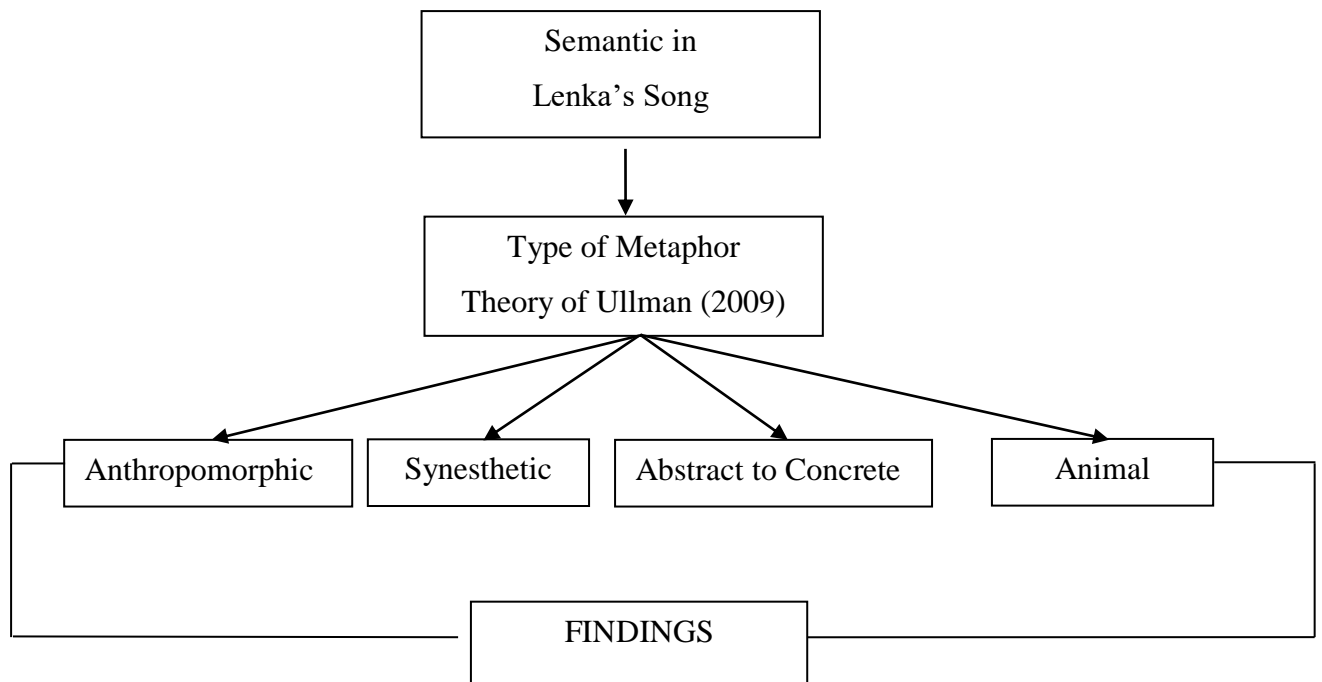 Semantic in
Lenka’s Song
Type of Metaphor
Theory of Ullman (2009)
Anthropomorphic
Synesthetic
Abstract to Concrete
Animal
FINDINGS